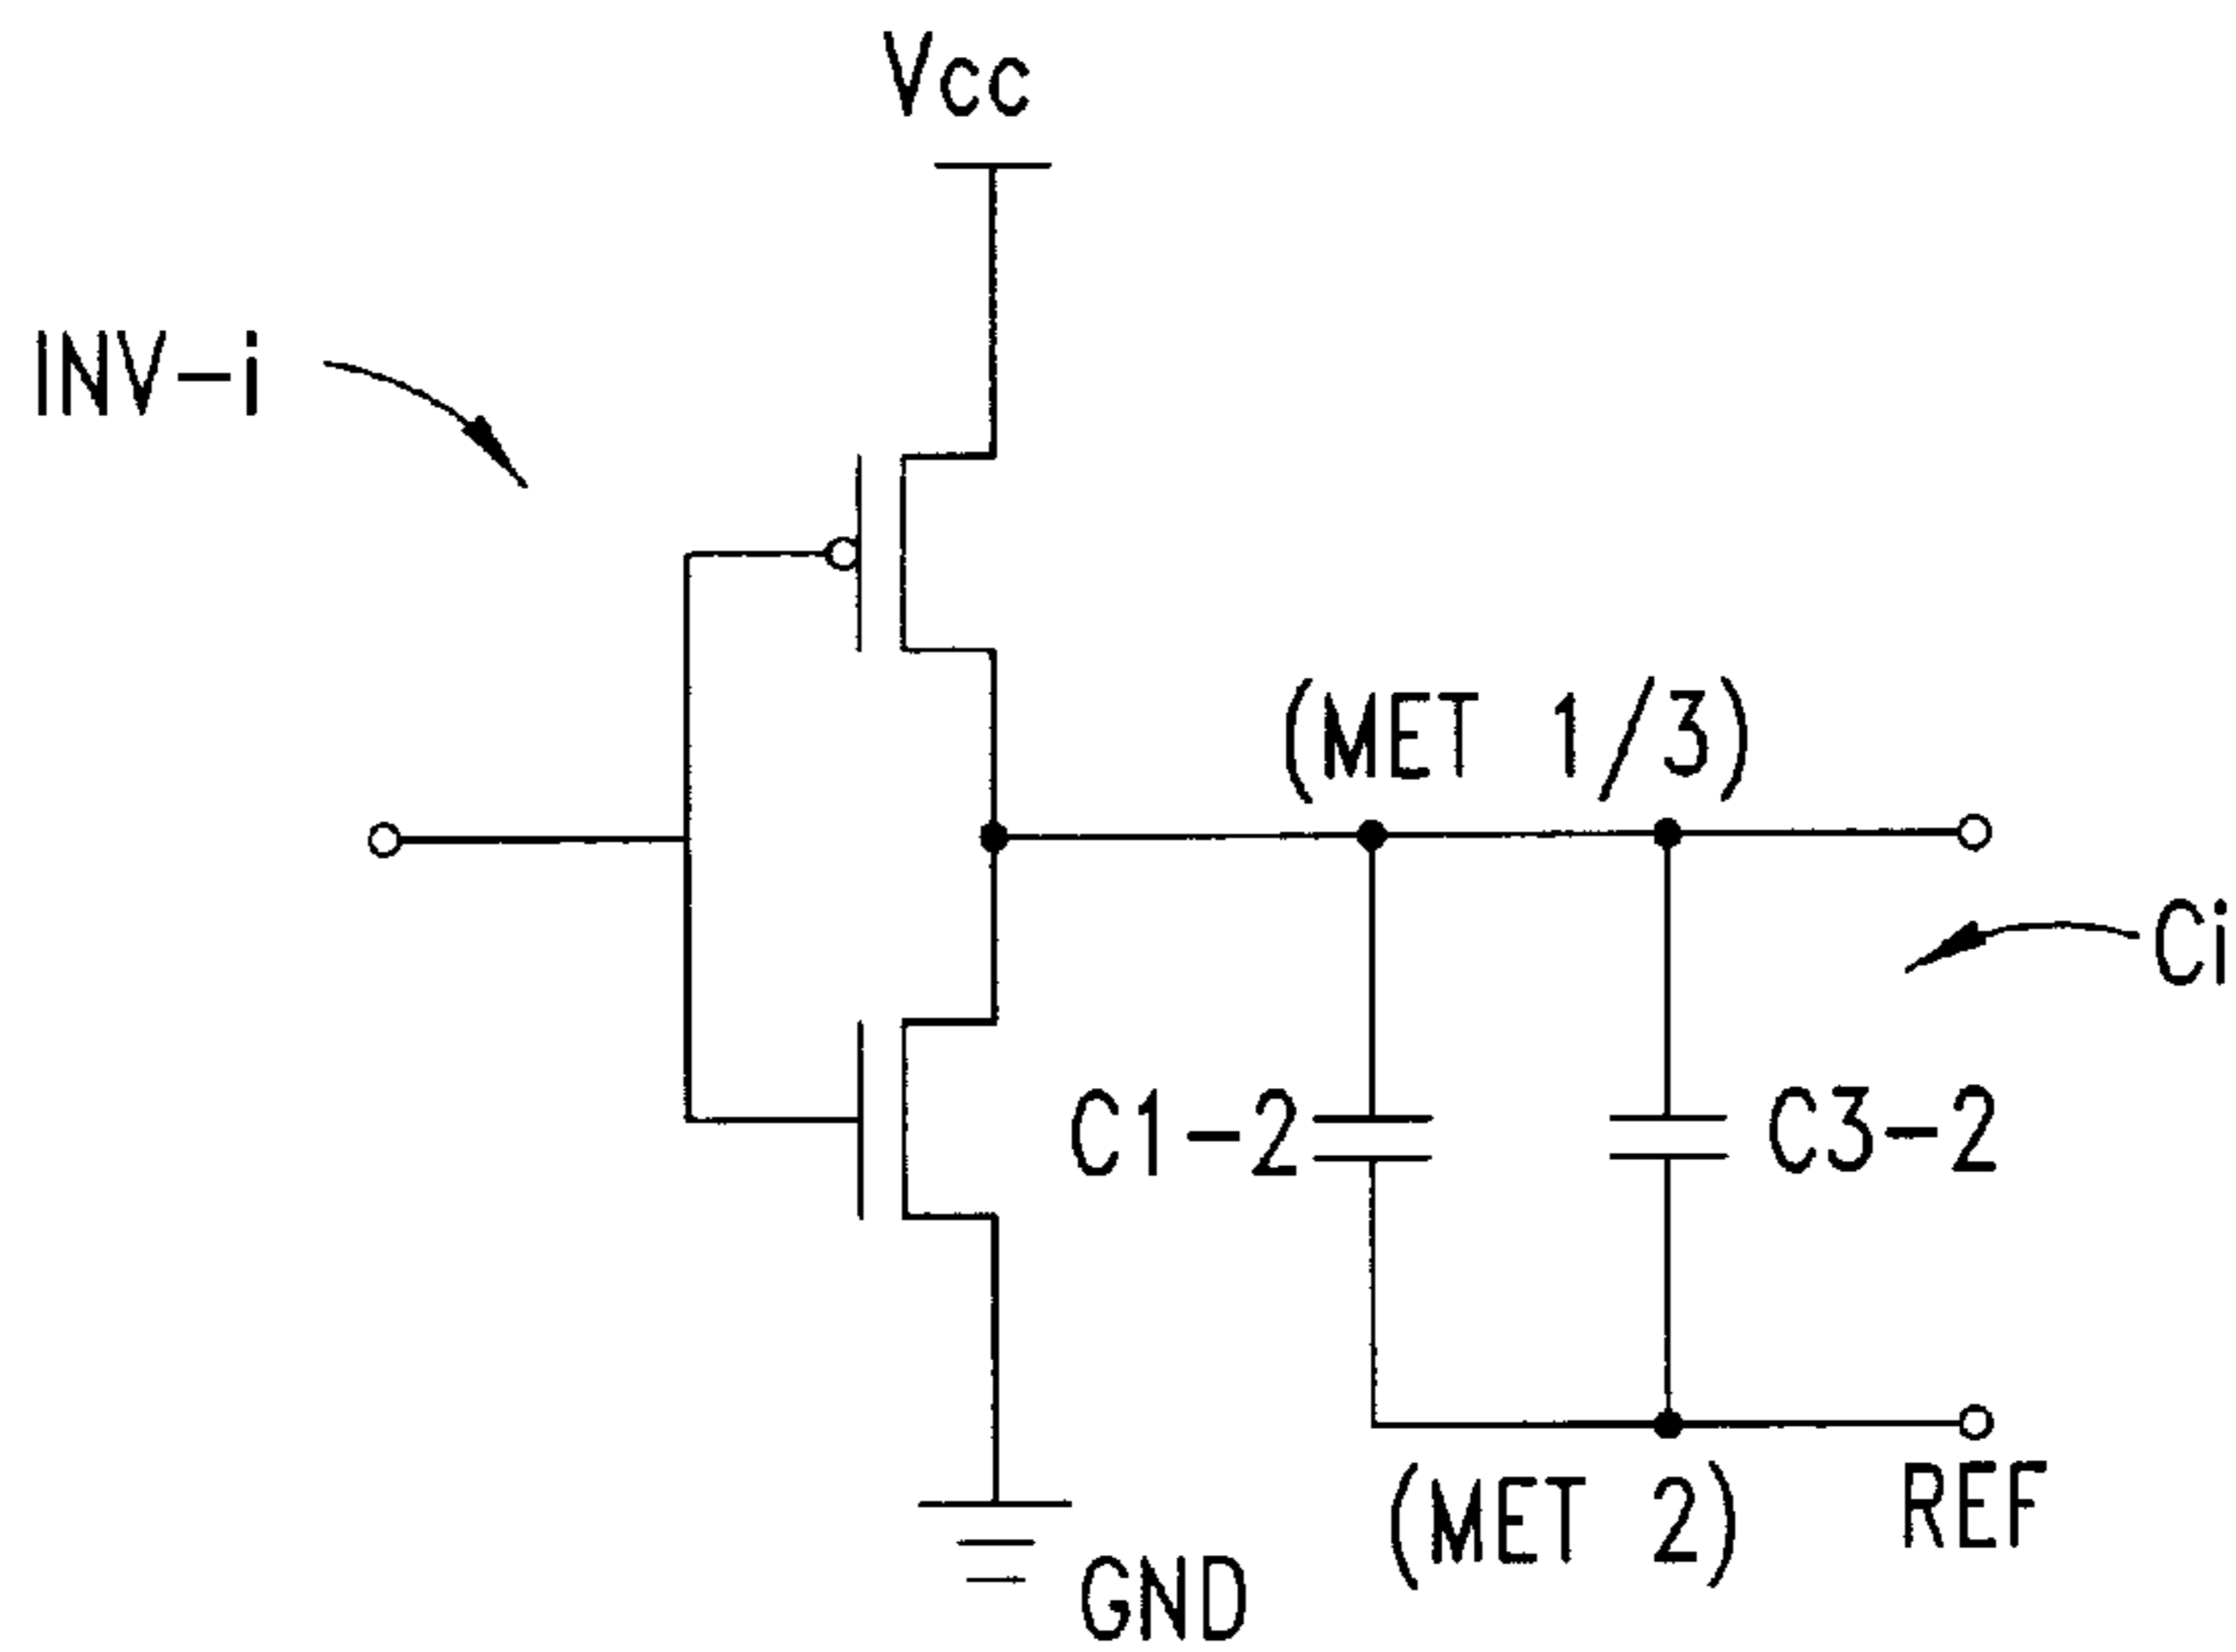 Vcc
INV-i
(MET 1/3)
Ci
C1-2
C3-2
(MET 2)
REF
GND